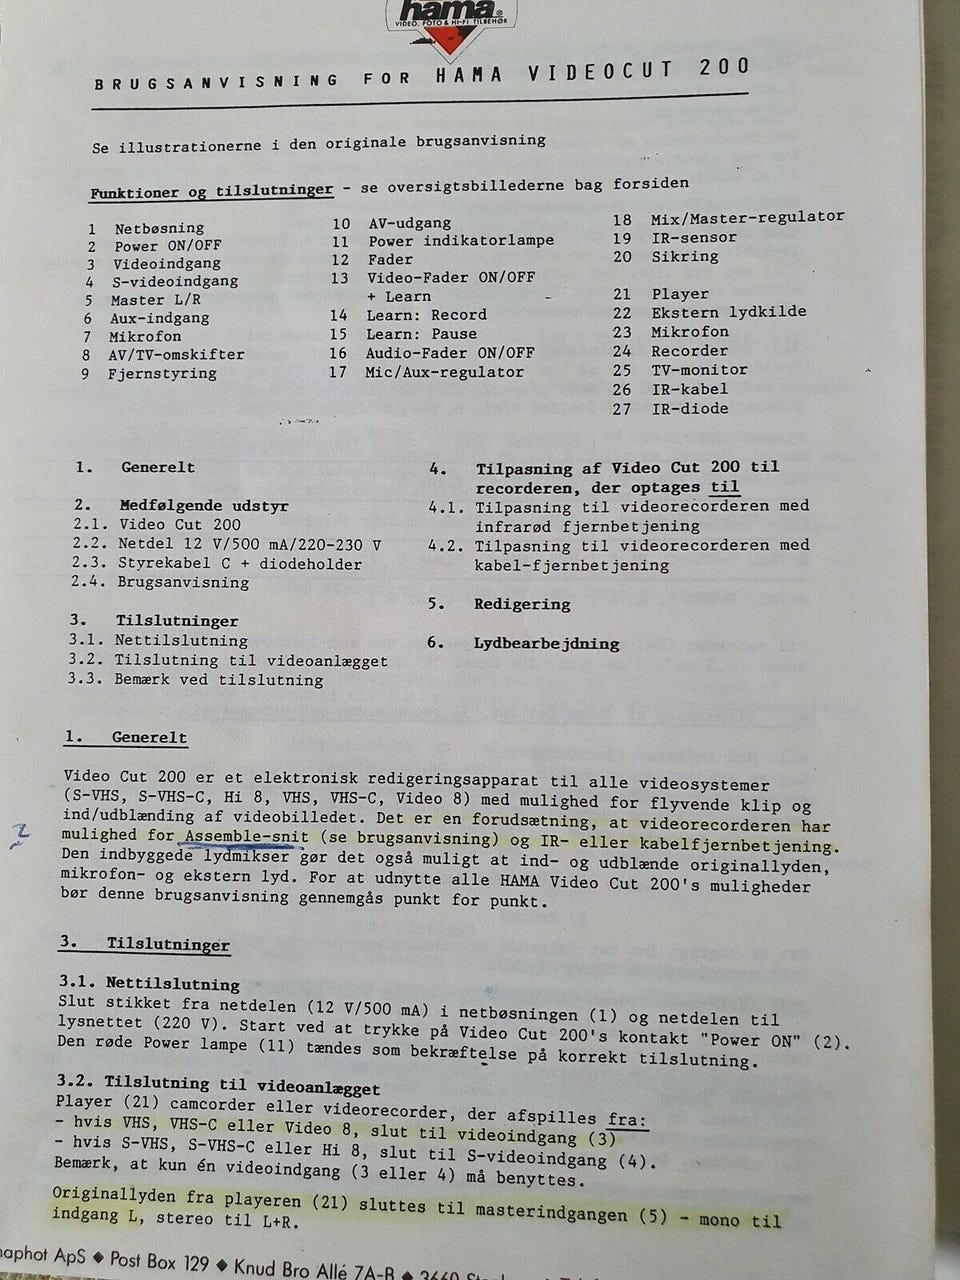 hama®
VIDEO, FOTO & HI-FI TILBEHØR
BRUGSANVISNING FOR HAMA VIDEOCUT 200
Se illustrationerne i den originale brugsanvisning
Funktioner og tilslutninger - se oversigtsbillederne bag forsiden
1 Netbøsning
2 Power ON/OFF
3 Videoindgang
4 S-videoindgang
5 Master L/R
6 Aux-indgang
7 Mikrofon
8 AV/TV-omskifter
9 Fjernstyring
10 AV-udgang
11 Power indikatorlampe
12 Fader
13 Video-Fader ON/OFF
+ Learn
14 Learn: Record
15 Learn: Pause
16 Audio-Fader ON/OFF
17 Mic/Aux-regulator
18 Mix/Master-regulator
19 IR-sensor
20 Sikring
21 Player
22 Ekstern lydkilde
23 Mikrofon
24 Recorder
25 TV-monitor
26 IR-kabel
27 IR-diode
1. Generelt
2. Medfølgende udstyr
2.1. Video Cut 200
2.2. Netdel 12 V/500 mA/220-230 V
2.3. Styrekabel C + diodeholder
2.4. Brugsanvisning
3. Tilslutninger
3.1. Nettilslutning
3.2. Tilslutning til videoanlægget
3.3. Bemærk ved tilslutning
4. Tilpasning af Video Cut 200 til
recorderen, der optages til
4.1. Tilpasning til videorecorderen med
infrarød fjernbetjening
4.2. Tilpasning til videorecorderen med
kabel-fjernbetjening
5. Redigering
6. Lydbearbejdning
1. Generelt
Video Cut 200 er et elektronisk redigeringsapparat til alle videosystemer
(S-VHS, S-VHS-C, Hi 8, VHS, VHS-C, Video 8) med mulighed for flyvende klip og
ind/udblænding af videobilledet. Det er en forudsætning, at videorecorderen har
mulighed for Assemble-snit (se brugsanvisning) og IR- eller kabelfjernbetjening.
Den indbyggede lydmikser gør det også muligt at ind- og udblænde originallyden,
mikrofon- og ekstern lyd. For at udnytte alle HAMA Video Cut 200's muligheder
bør denne brugsanvisning gennemgås punkt for punkt.
3. Tilslutninger
3.1. Nettilslutning
Slut stikket fra netdelen (12 V/500 mA) i netbøsningen (1) og netdelen til
lysnettet (220 V). Start ved at trykke på Video Cut 200's kontakt "Power ON" (2).
Den røde Power lampe (11) tændes som bekræftelse på korrekt tilslutning.
3.2. Tilslutning til videoanlægget
Player (21) camcorder eller videorecorder, der afspilles fra:
- hvis VHS, VHS-C eller Video 8, slut til videoindgang (3)
- hvis S-VHS, S-VHS-C eller Hi 8, slut til S-videoindgang (4).
Bemærk, at kun én videoindgang (3 eller 4) må benyttes.
Originallyden fra playeren (21) sluttes til masterindgangen (5) - mono til
indgang L, stereo til L+R.
naphot ApS ◆ Post Box 129 ◆ Knud Bro Allé 7A-B ◆ 3660